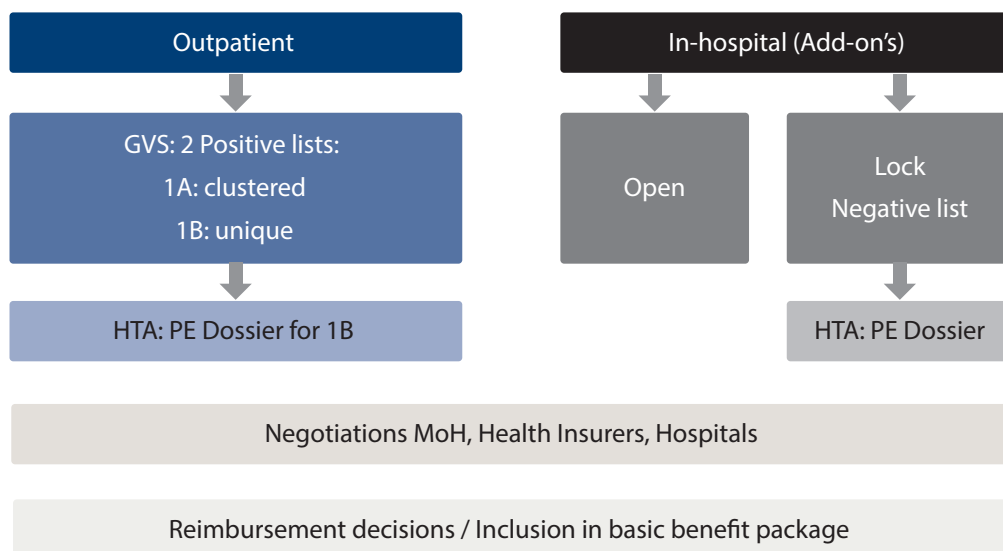 Outpatient
In-hospital (Add-on's)
GVS: 2 Positive lists:
1A: clustered
1B: unique
Open
Lock
Negative list
HTA: PE Dossier for 1B
HTA: PE Dossier
Negotiations MoH, Health Insurers, Hospitals
Reimbursement decisions / Inclusion in basic benefit package